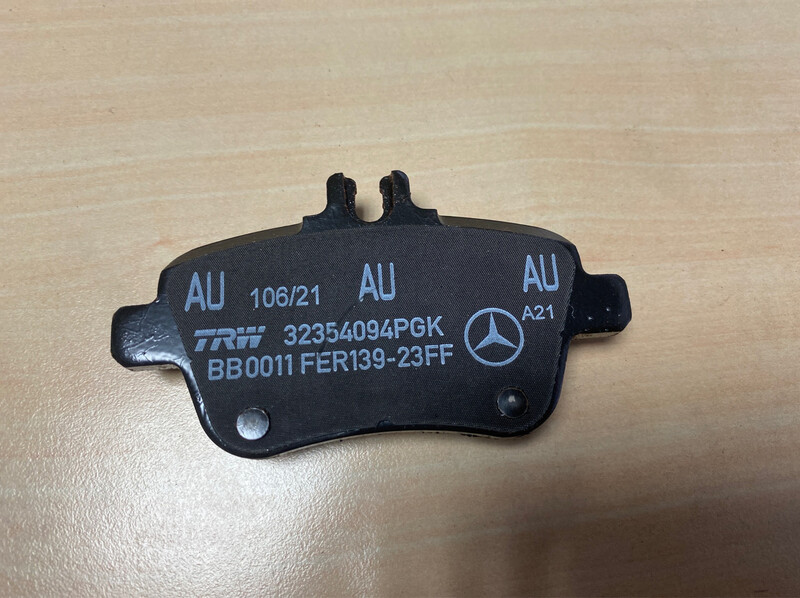 AU 106/21 AU AU
TRW 32354094PGK A21
BB0011 FER139-23FF